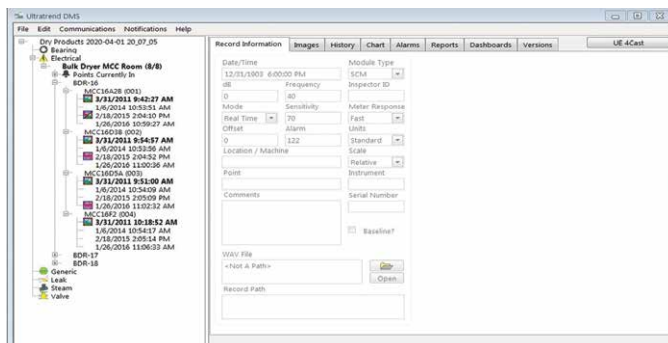 Ultratrend DMS
File Edit Communications Notifications Help
Dry Products 2020-04-01 20_07_05
Bearing
Electrical
Bulk Dryer MCC Room (8/8)
Points Currently In
BDR-16
MCC16A2B (001)
3/31/2011 9:42:27 AM
1/6/2014 10:53:51 AM
2/18/2015 2:04:10 PM
1/26/2016 10:59:27 AM
MCC16D3B (002)
3/31/2011 9:54:57 AM
1/6/2014 10:53:56 AM
2/18/2015 2:04:52 PM
1/26/2016 11:00:36 AM
MCC16D5A (003)
3/31/2011 9:51:00 AM
1/6/2014 10:54:09 AM
2/18/2015 2:05:09 PM
1/26/2016 11:02:32 AM
MCC16F2 (004)
3/31/2011 10:18:52 AM
1/6/2014 10:54:17 AM
2/18/2015 2:05:14 PM
1/26/2016 11:06:33 AM
BDR-17
BDR-18
Generic
Leak
Steam
Valve
Record Information Images History Chart Alarms Reports Dashboards Versions UE 4Cast
Date/Time Module Type
12/31/1903 6:00:00 PM SCM
dB Frequency Inspector ID
0 40
Mode Sensitivity Meter Response
Real Time 70 Fast
Offset Alarm Units
0 122 Standard
Location / Machine Scale
Relative
Point Instrument
Comments Serial Number
Baseline?
WAV File
<Not A Path>
Open
Record Path